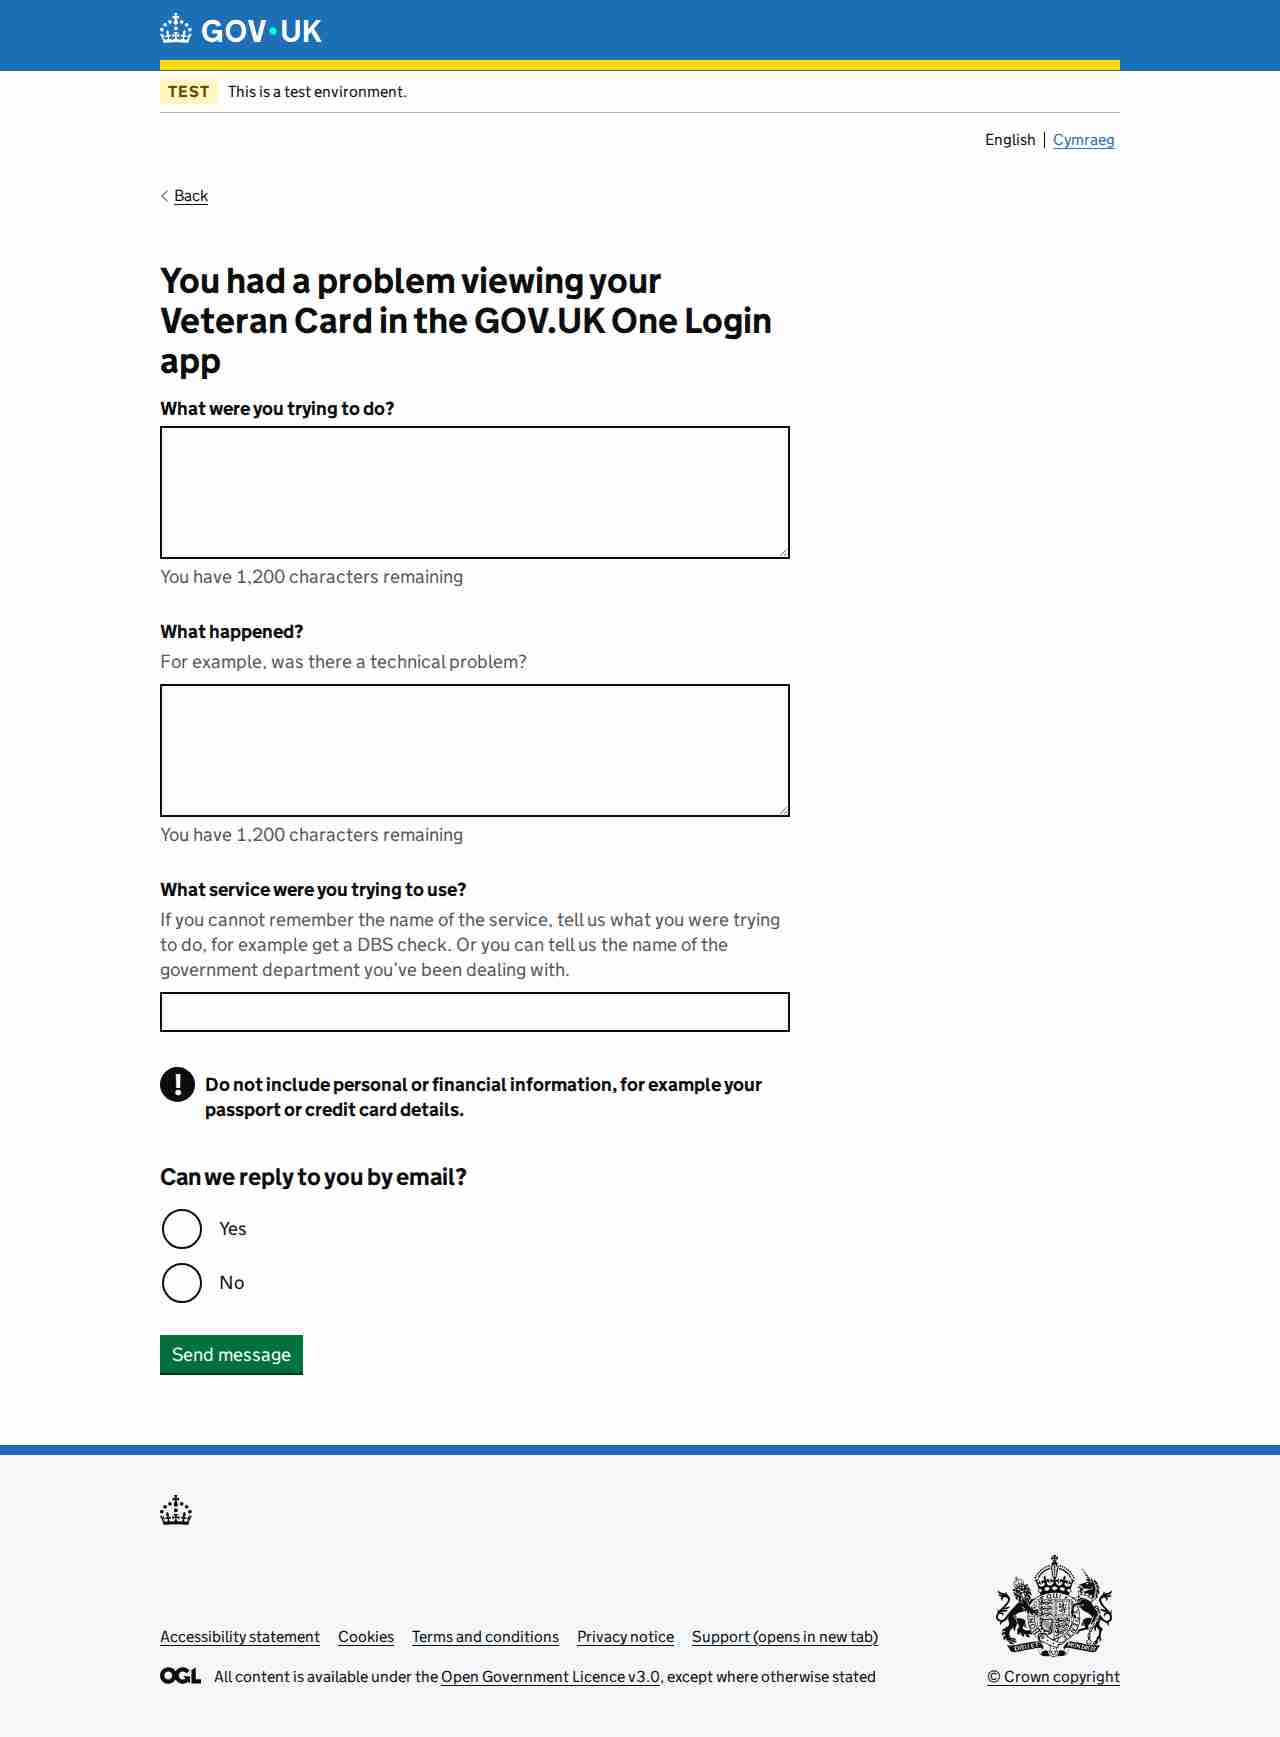 GOV·UK
TEST This is a test environment.
English Cymraeg
Back
You had a problem viewing your
Veteran Card in the GOV.UK One Login
app
What were you trying to do?
You have 1,200 characters remaining
What happened?
For example, was there a technical problem?
You have 1,200 characters remaining
What service were you trying to use?
If you cannot remember the name of the service, tell us what you were trying
to do, for example get a DBS check. Or you can tell us the name of the
government department you’ve been dealing with.
! Do not include personal or financial information, for example your
passport or credit card details.
Can we reply to you by email?
Yes
No
Send message
Accessibility statement Cookies Terms and conditions Privacy notice Support (opens in new tab)
OGL All content is available under the Open Government Licence v3.0, except where otherwise stated
© Crown copyright